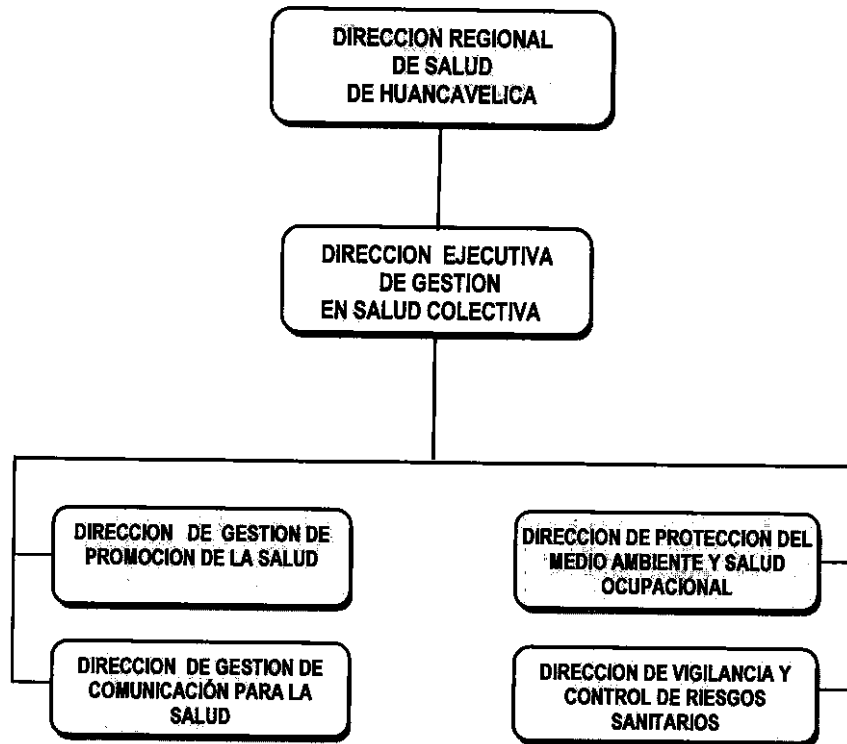 DIRECCION REGIONAL
DE SALUD
DE HUANCAVELICA
DIRECCION EJECUTIVA
DE GESTION
EN SALUD COLECTIVA
DIRECCION DE GESTION DE
PROMOCION DE LA SALUD
DIRECCION DE PROTECCION DEL
MEDIO AMBIENTE Y SALUD
OCUPACIONAL
DIRECCION DE GESTION DE
COMUNICACIÓN PARA LA
SALUD
DIRECCION DE VIGILANCIA Y
CONTROL DE RIESGOS
SANITARIOS